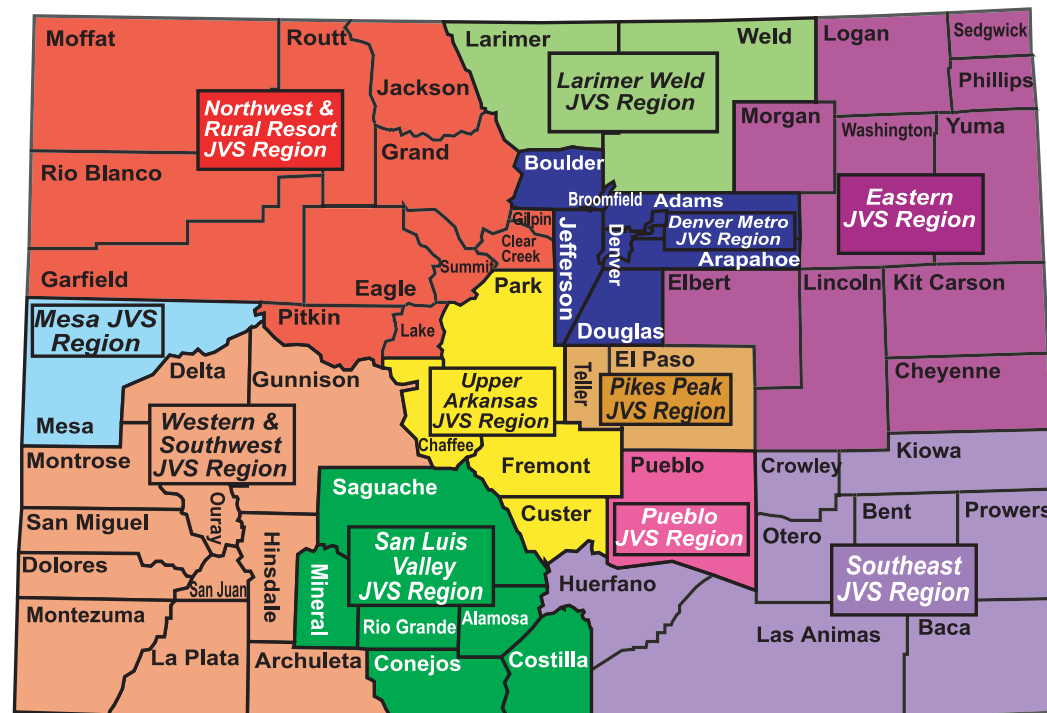 Moffat
Routt
Larimer
Weld
Logan
Sedgwick
Jackson
Phillips
Northwest &
Rural Resort
JVS Region
Larimer Weld
JVS Region
Morgan
Washington
Yuma
Grand
Rio Blanco
Boulder
Broomfield
Adams
Eastern
JVS Region
Gilpin
Clear
Creek
Jefferson
Denver
Denver Metro
JVS Region
Arapahoe
Garfield
Eagle
Summit
Park
Douglas
Elbert
Lincoln
Kit Carson
Mesa JVS
Region
Pitkin
Lake
Delta
Gunnison
Upper
Arkansas
JVS Region
Teller
El Paso
Pikes Peak
JVS Region
Cheyenne
Mesa
Western &
Southwest
JVS Region
Chaffee
Montrose
Fremont
Pueblo
Crowley
Kiowa
Saguache
Ouray
San Miguel
Custer
Pueblo
JVS Region
Otero
Bent
Prowers
Dolores
San Juan
Hinsdale
Mineral
San Luis
Valley
JVS Region
Huerfano
Southeast
JVS Region
Montezuma
Rio Grande
Alamosa
La Plata
Archuleta
Conejos
Costilla
Las Animas
Baca